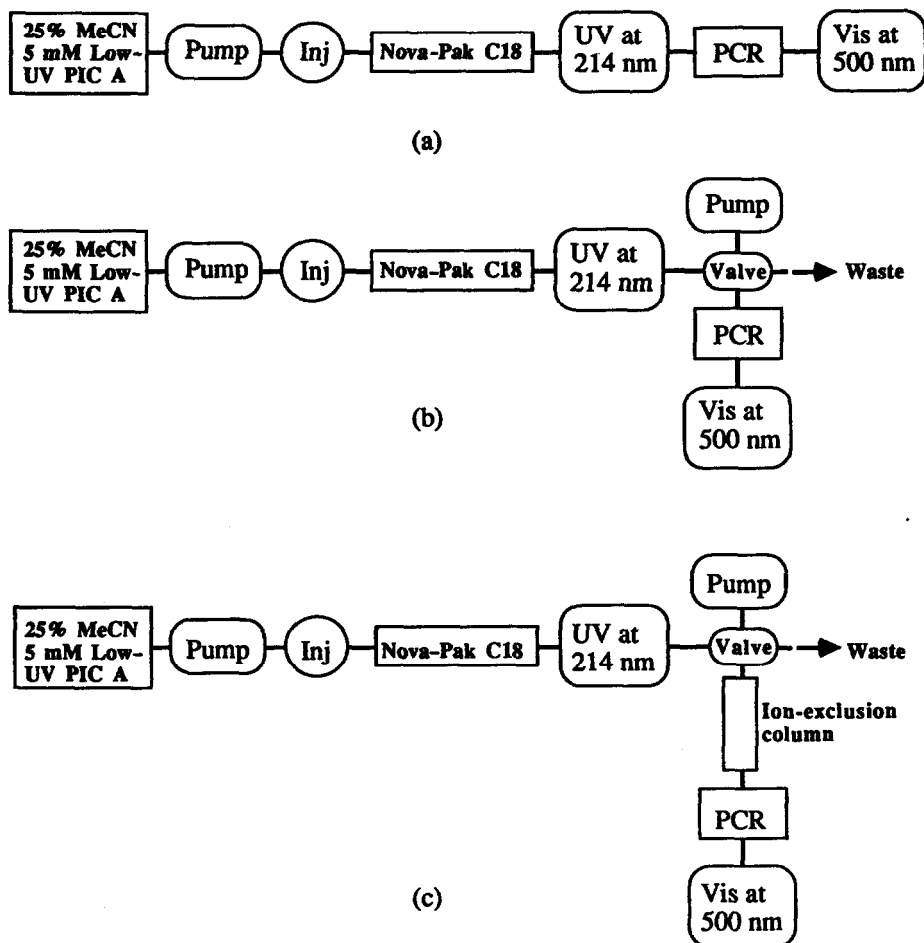 25% MeCN
5 mM Low-
UV PIC A
Pump
Inj
Nova-Pak C18
UV at
214 nm
PCR
Vis at
500 nm
(a)
25% MeCN
5 mM Low-
UV PIC A
Pump
Inj
Nova-Pak C18
UV at
214 nm
Pump
Valve
Waste
PCR
Vis at
500 nm
(b)
25% MeCN
5 mM Low-
UV PIC A
Pump
Inj
Nova-Pak C18
UV at
214 nm
Pump
Valve
Waste
Ion-exclusion
column
PCR
Vis at
500 nm
(c)